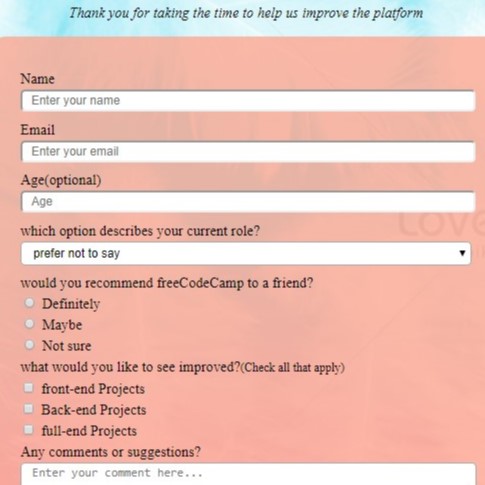 Thank you for taking the time to help us improve the platform
Name
Enter your name
Email
Enter your email
Age(optional)
Age
which option describes your current role?
prefer not to say
would you recommend freeCodeCamp to a friend?
Definitely
Maybe
Not sure
what would you like to see improved?(Check all that apply)
front-end Projects
Back-end Projects
full-end Projects
Any comments or suggestions?
Enter your comment here...